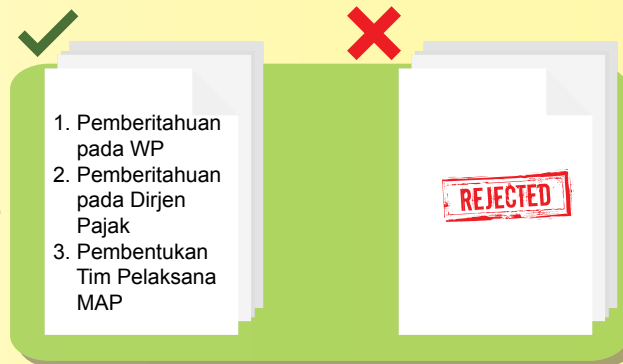 1. Pemberitahuan
pada WP
2. Pemberitahuan
pada Dirjen
Pajak
3. Pembentukan
Tim Pelaksana
MAP
REJECTED